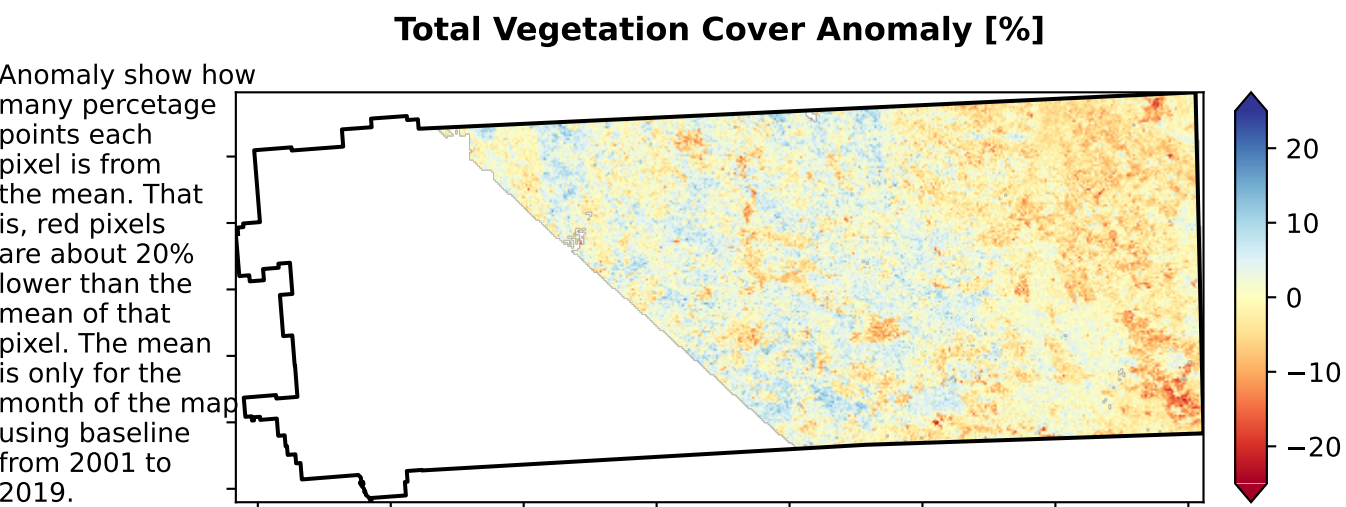 Total Vegetation Cover Anomaly [%]
Anomaly show how
many percetage
points each
pixel is from
the mean. That
is, red pixels
are about 20%
lower than the
mean of that
pixel. The mean
is only for the
month of the map
using baseline
from 2001 to
2019.
20
10
0
−10
−20